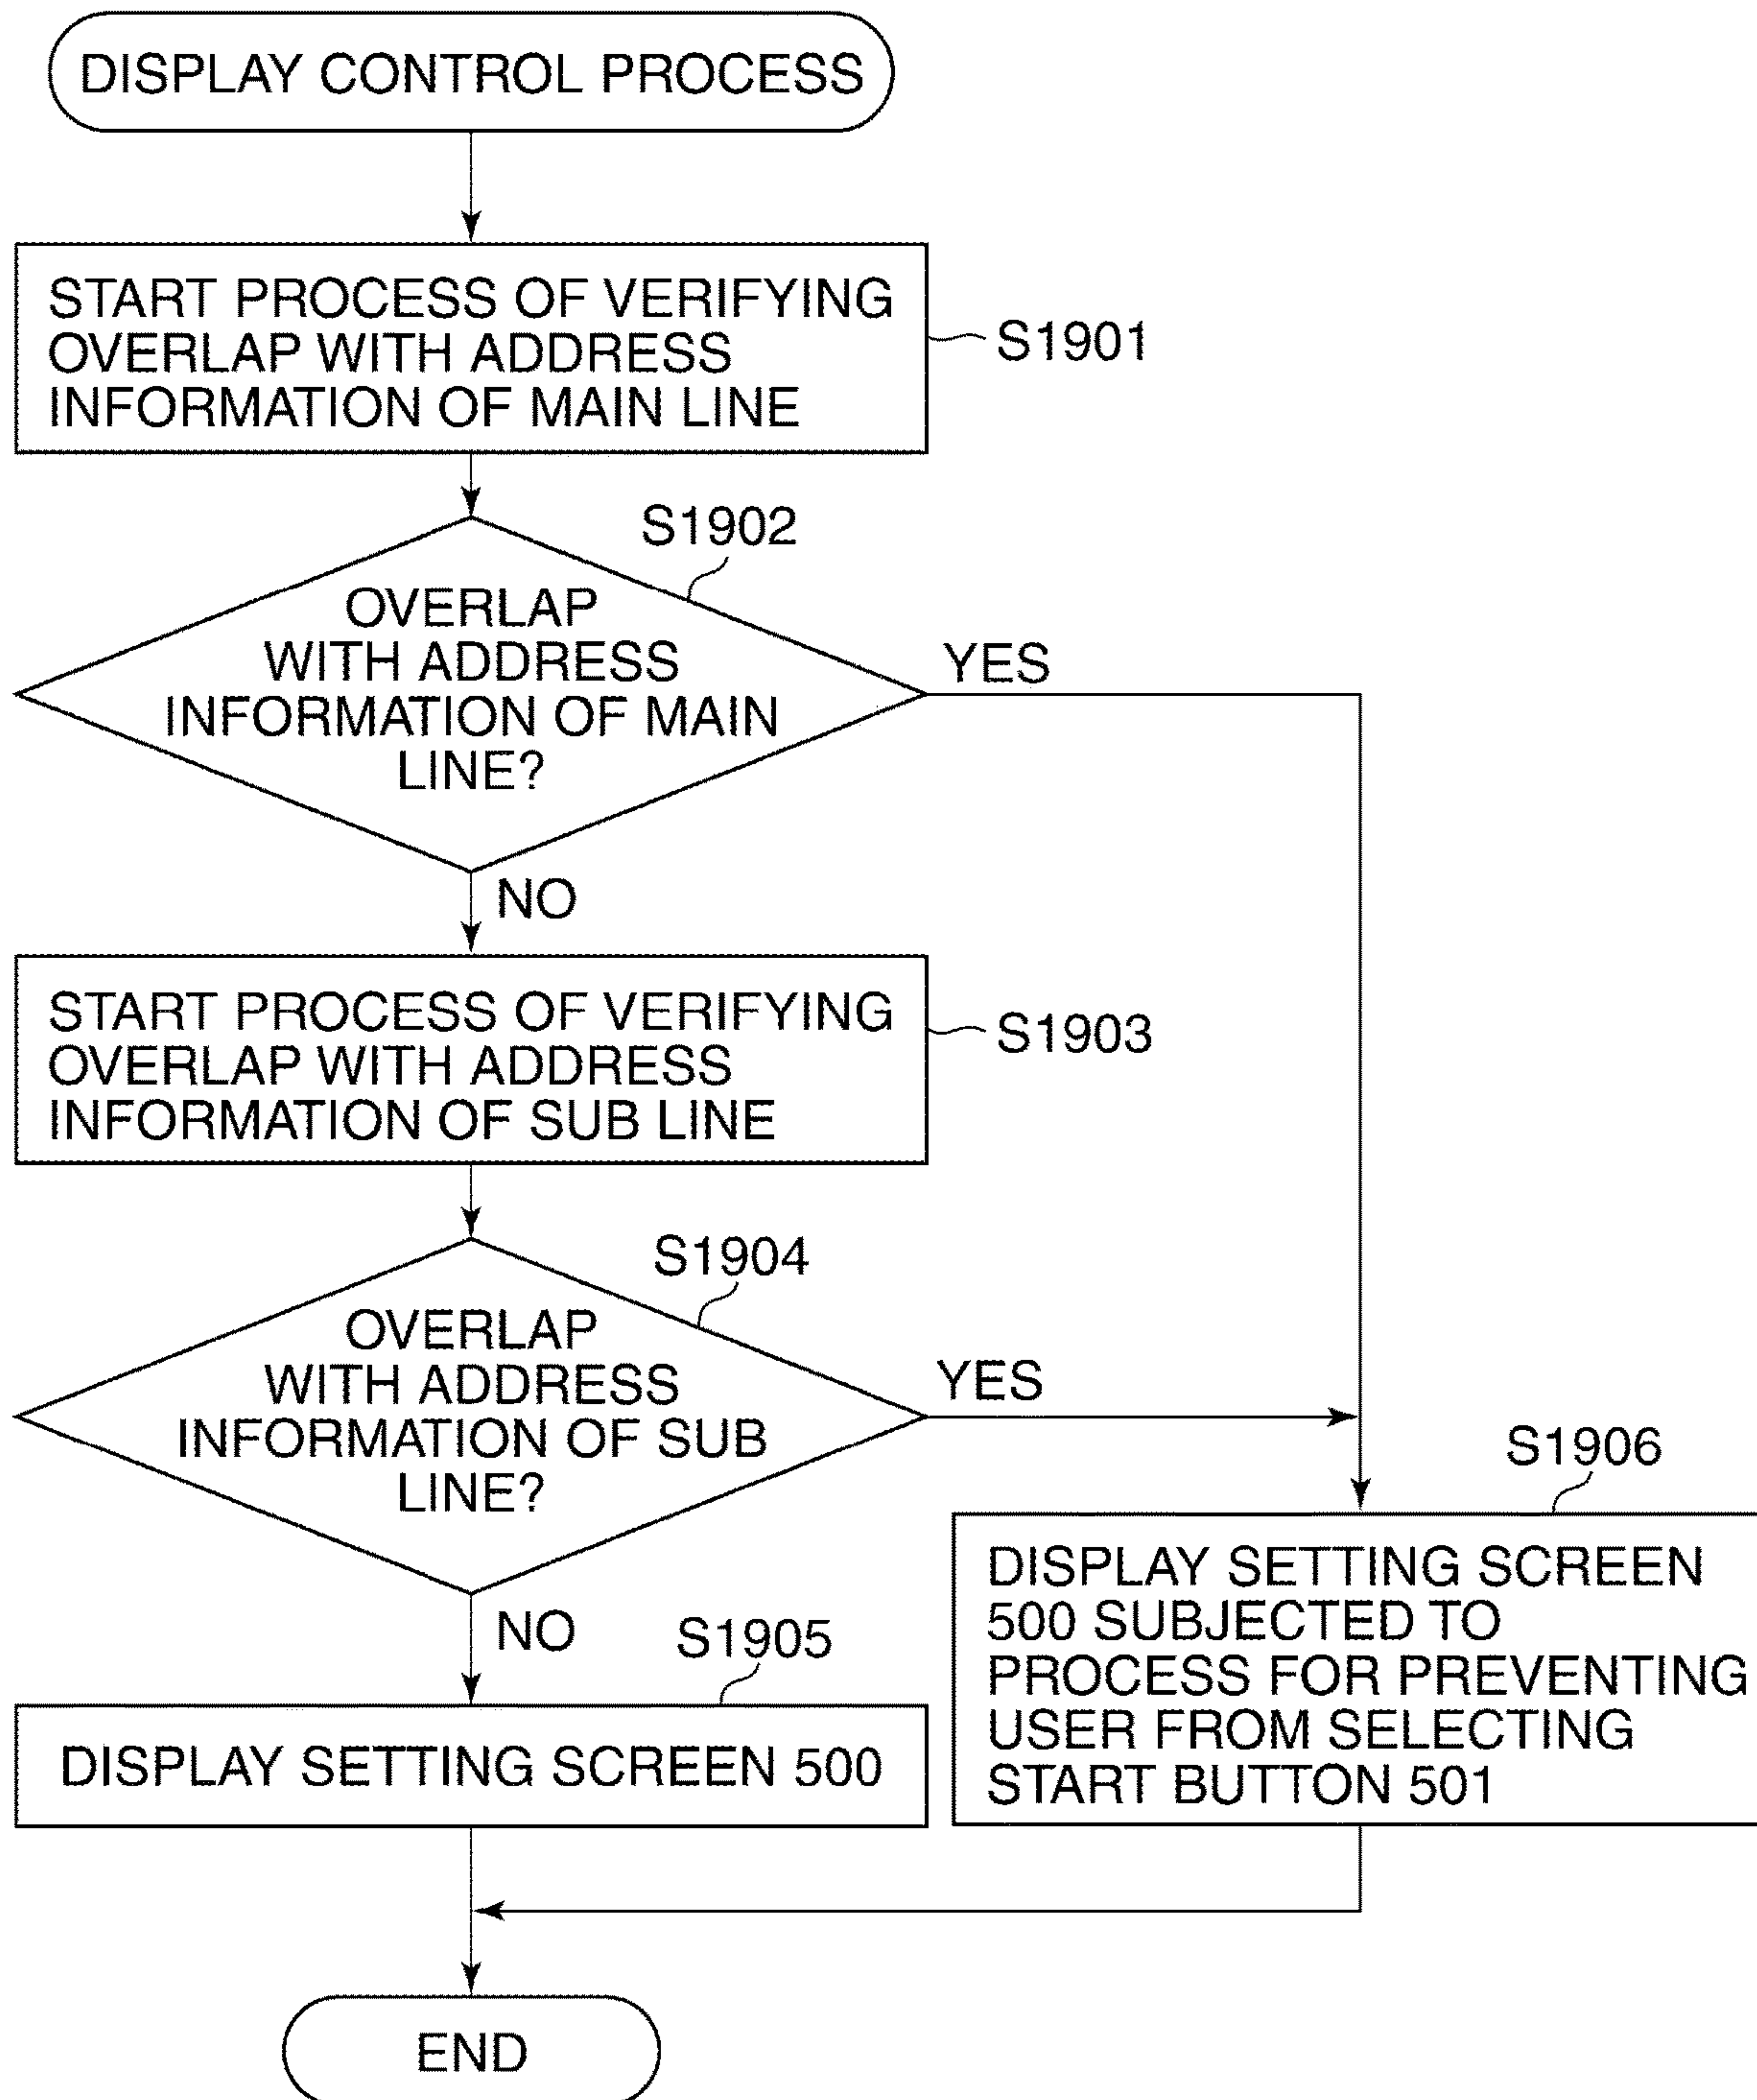 DISPLAY CONTROL PROCESS
START PROCESS OF VERIFYING
OVERLAP WITH ADDRESS
INFORMATION OF MAIN LINE
S1901
S1902
OVERLAP
WITH ADDRESS
INFORMATION OF MAIN
LINE?
YES
NO
START PROCESS OF VERIFYING
OVERLAP WITH ADDRESS
INFORMATION OF SUB LINE
S1903
S1904
OVERLAP
WITH ADDRESS
INFORMATION OF SUB
LINE?
YES
NO
S1905
DISPLAY SETTING SCREEN 500
S1906
DISPLAY SETTING SCREEN
500 SUBJECTED TO
PROCESS FOR PREVENTING
USER FROM SELECTING
START BUTTON 501
END